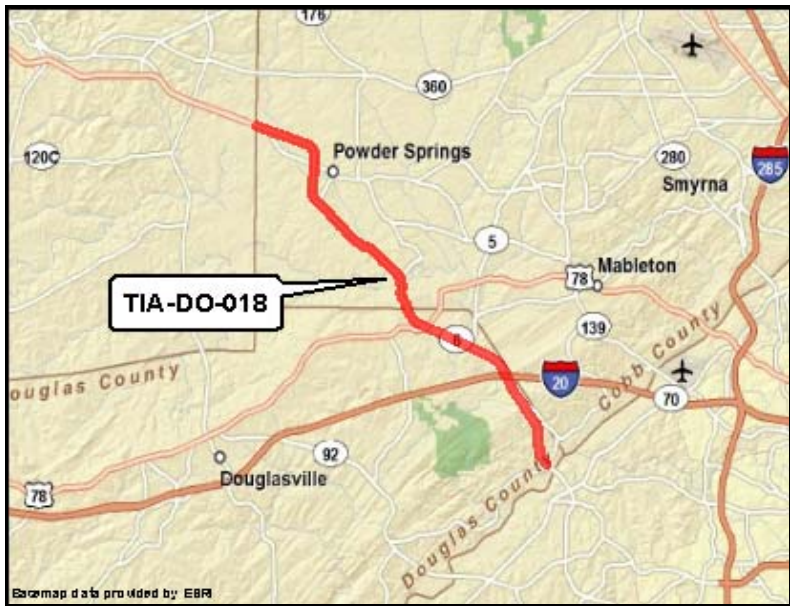 176
360
120C
Powder Springs
280
285
Smyrna
5
TIA-DO-018
78
Mableton
139
6
Cobb County
20
Douglas County
70
92
Douglasville
78
Douglas County
Basemap data provided by ESRI